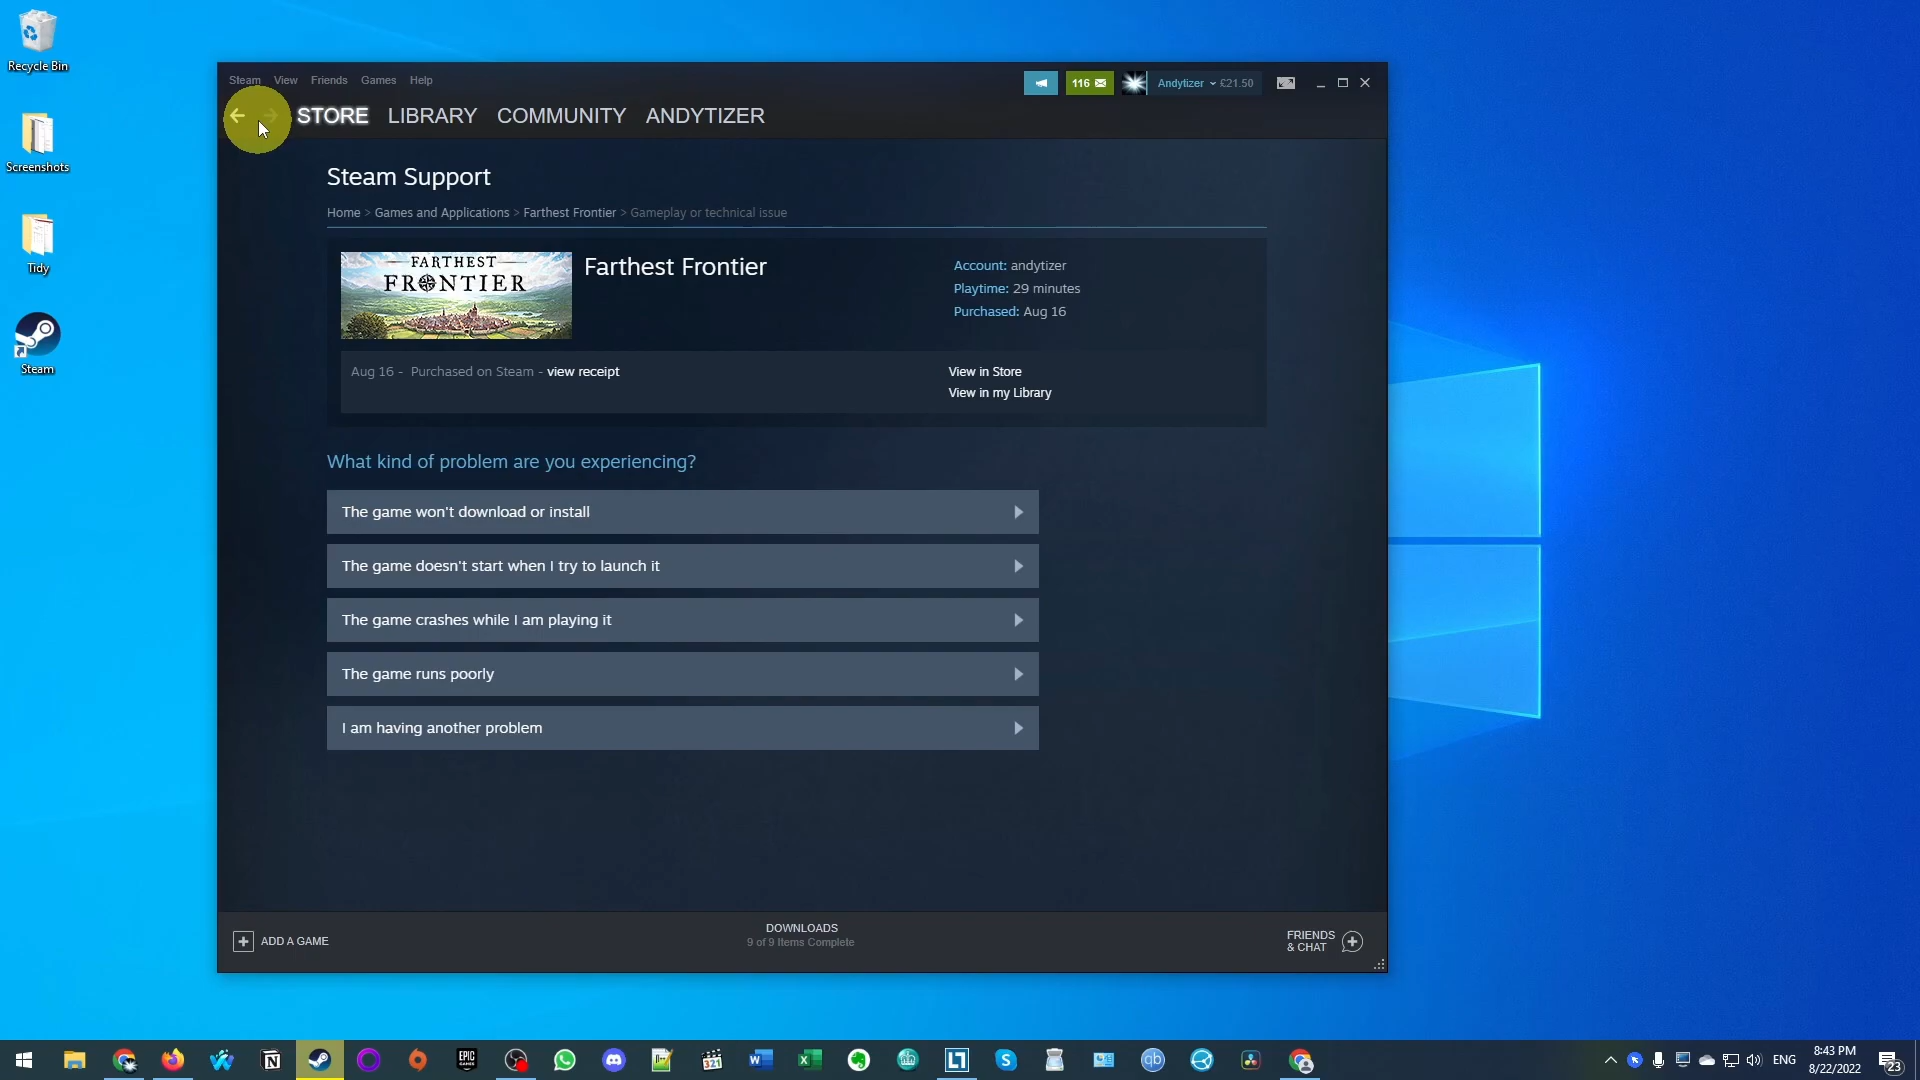 Recycle Bin
Screenshots
Tidy
Steam
Steam View Friends Games Help
116
Andytizer £21.50
STORE LIBRARY COMMUNITY ANDYTIZER
Steam Support
Home > Games and Applications > Farthest Frontier > Gameplay or technical issue
FARTHEST
FRONTIER
Farthest Frontier
Account: andytizer
Playtime: 29 minutes
Purchased: Aug 16
Aug 16 - Purchased on Steam - view receipt
View in Store
View in my Library
What kind of problem are you experiencing?
The game won't download or install
The game doesn't start when I try to launch it
The game crashes while I am playing it
The game runs poorly
I am having another problem
ADD A GAME
DOWNLOADS
9 of 9 Items Complete
FRIENDS
& CHAT
N
EPIC
GAMES
321
qb
ENG
8:43 PM
8/22/2022
23